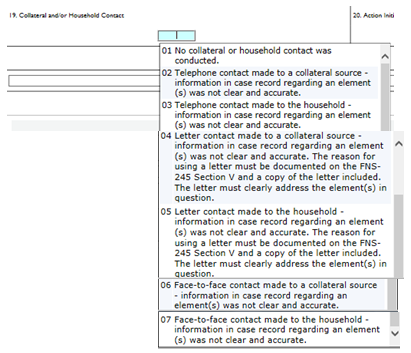 19. Collateral and/or Household Contact
20. Action Initi
01 No collateral or household contact was
conducted.
02 Telephone contact made to a collateral source -
information in case record regarding an element
(s) was not clear and accurate.
03 Telephone contact made to the household -
information in case record regarding an element
(s) was not clear and accurate.
04 Letter contact made to a collateral source -
information in case record regarding an element
(s) was not clear and accurate. The reason for
using a letter must be documented on the FNS-
245 Section V and a copy of the letter included.
The letter must clearly address the element(s) in
question.
05 Letter contact made to the household -
information in case record regarding an element
(s) was not clear and accurate. The reason for
using a letter must be documented on the FNS-
245 Section V and a copy of the letter included.
The letter must clearly address the element(s) in
question.
06 Face-to-face contact made to a collateral source
- information in case record regarding an
element(s) was not clear and accurate.
07 Face-to-face contact made to the household -
information in case record regarding an element
(s) was not clear and accurate.